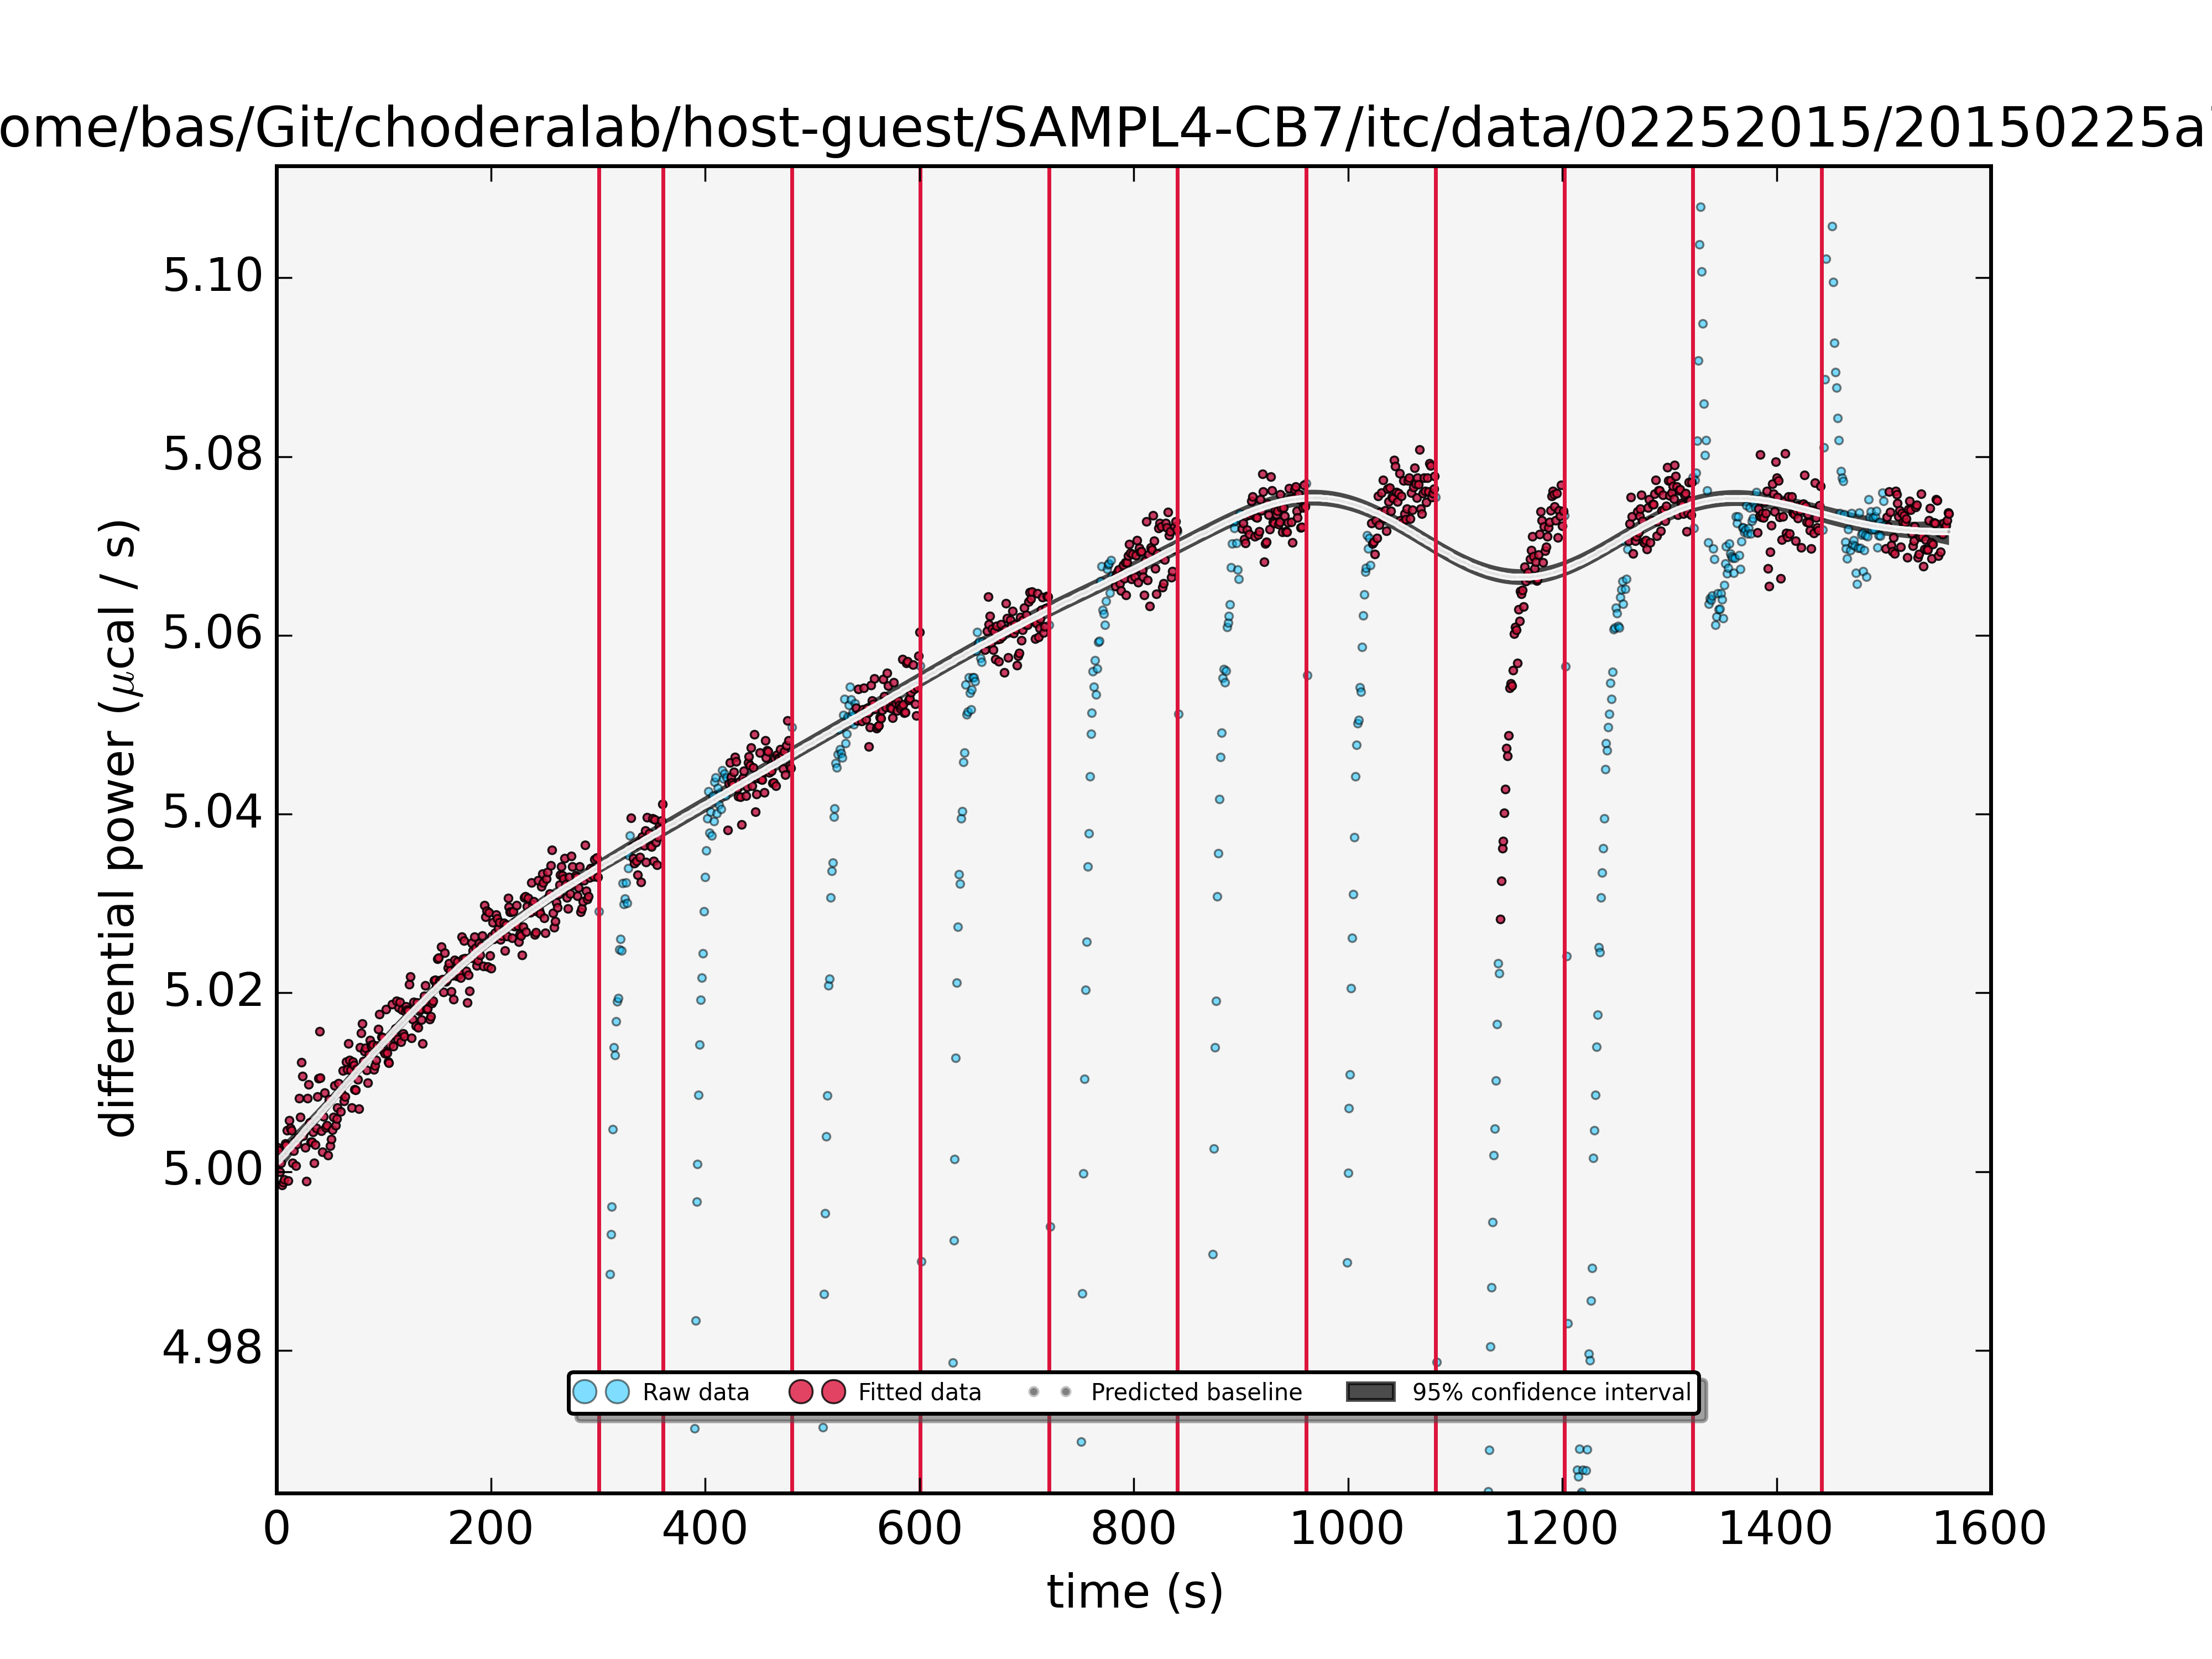 ome/bas/Git/choderalab/host-guest/SAMPL4-CB7/itc/data/02252015/20150225a
5.10
5.08
5.06
5.04
5.02
5.00
4.98
differential power (μcal / s)
Raw data Fitted data Predicted baseline 95% confidence interval
0 200 400 600 800 1000 1200 1400 1600
time (s)